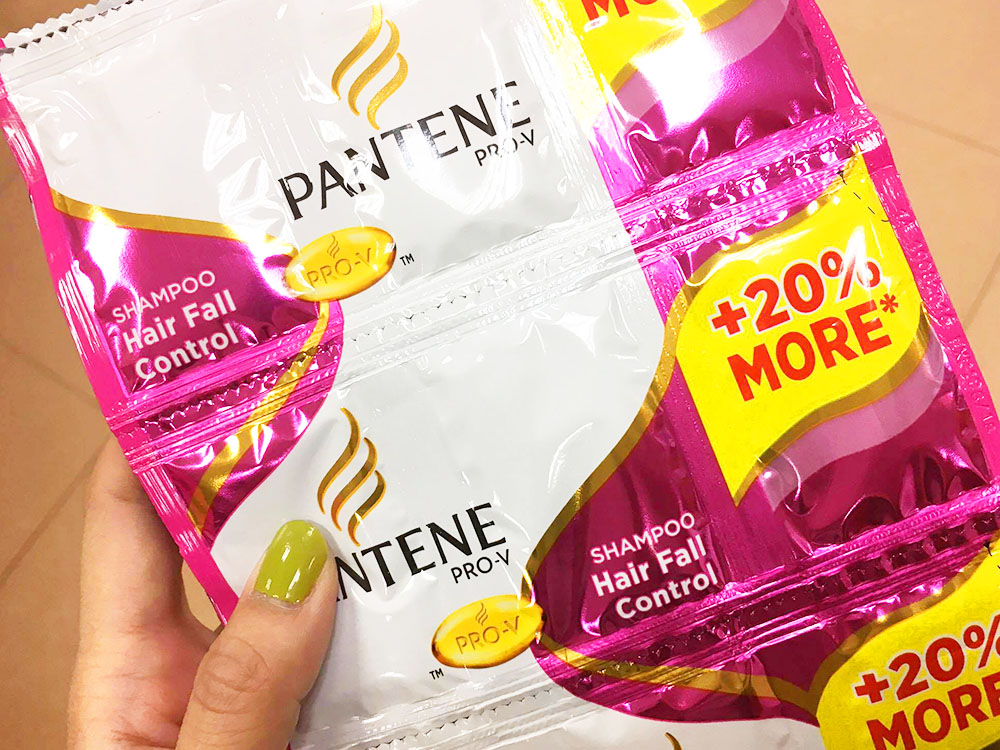 MORE
PANTENE
PRO-V
PRO-V ™
SHAMPOO
Hair Fall
Control
+20%
MORE*
PANTENE
PRO-V
SHAMPOO
Hair Fall
Control
PRO-V
™
+20%
MORE